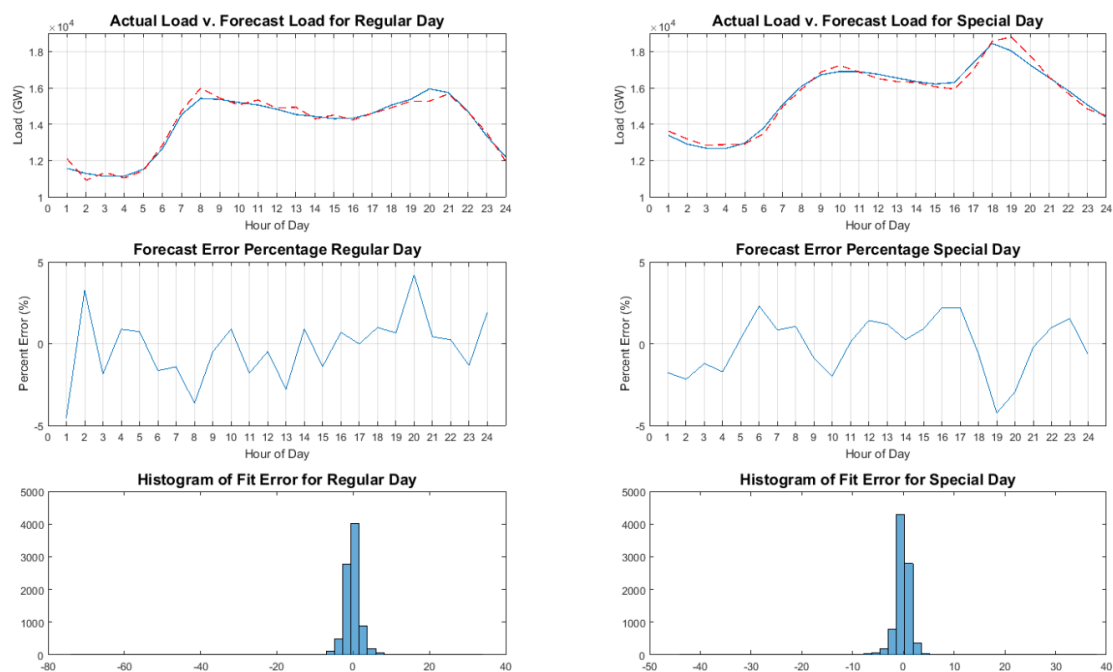 Actual Load v. Forecast Load for Regular Day
×10⁴
1.8
1.6
1.4
1.2
1
Load (GW)
0 1 2 3 4 5 6 7 8 9 10 11 12 13 14 15 16 17 18 19 20 21 22 23 24
Hour of Day
Actual Load v. Forecast Load for Special Day
×10⁴
1.8
1.6
1.4
1.2
1
Load (GW)
0 1 2 3 4 5 6 7 8 9 10 11 12 13 14 15 16 17 18 19 20 21 22 23 24
Hour of Day
Forecast Error Percentage Regular Day
5
0
-5
Percent Error (%)
0 1 2 3 4 5 6 7 8 9 10 11 12 13 14 15 16 17 18 19 20 21 22 23 24
Hour of Day
Forecast Error Percentage Special Day
5
0
-5
Percent Error (%)
0 1 2 3 4 5 6 7 8 9 10 11 12 13 14 15 16 17 18 19 20 21 22 23 24
Hour of Day
Histogram of Fit Error for Regular Day
5000
4000
3000
2000
1000
0
-80 -60 -40 -20 0 20 40
Histogram of Fit Error for Special Day
5000
4000
3000
2000
1000
0
-50 -40 -30 -20 -10 0 10 20 30 40